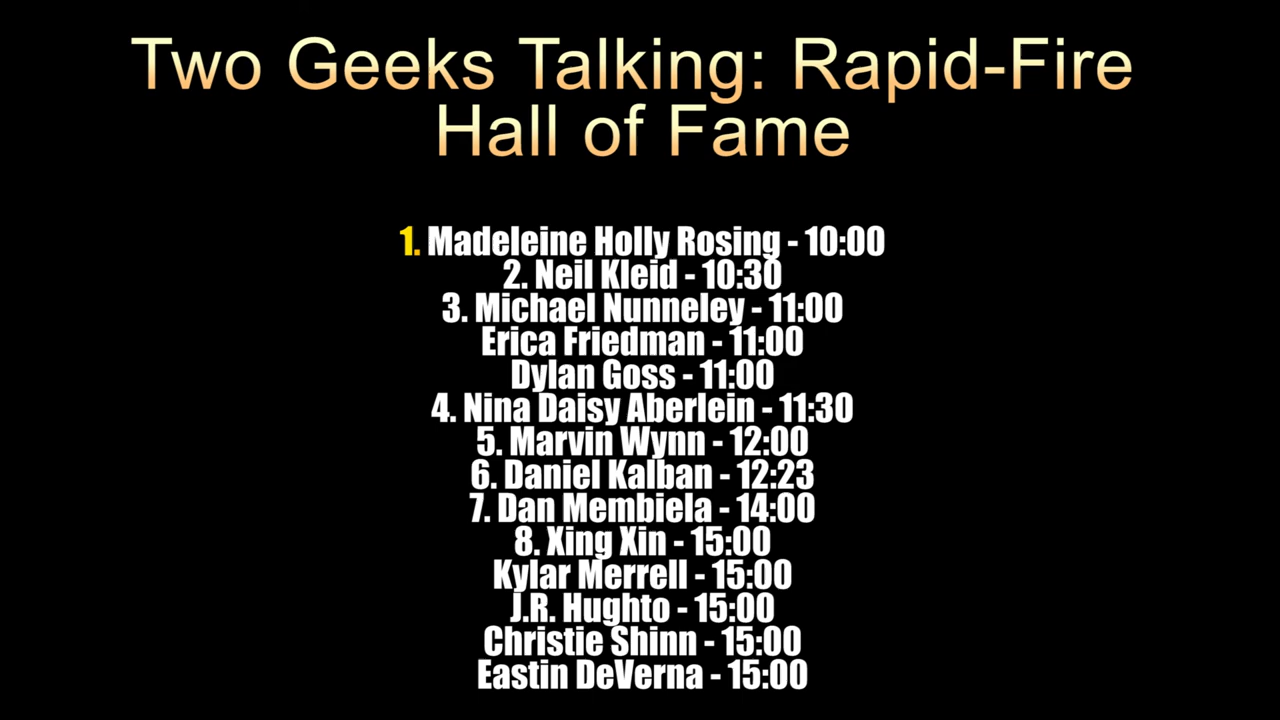 Two Geeks Talking: Rapid-Fire
Hall of Fame
1. Madeleine Holly Rosing - 10:00
2. Neil Kleid - 10:30
3. Michael Nunneley - 11:00
Erica Friedman - 11:00
Dylan Goss - 11:00
4. Nina Daisy Aberlein - 11:30
5. Marvin Wynn - 12:00
6. Daniel Kalban - 12:23
7. Dan Membiela - 14:00
8. Xing Xin - 15:00
Kylar Merrell - 15:00
J.R. Hughto - 15:00
Christie Shinn - 15:00
Eastin DeVerna - 15:00